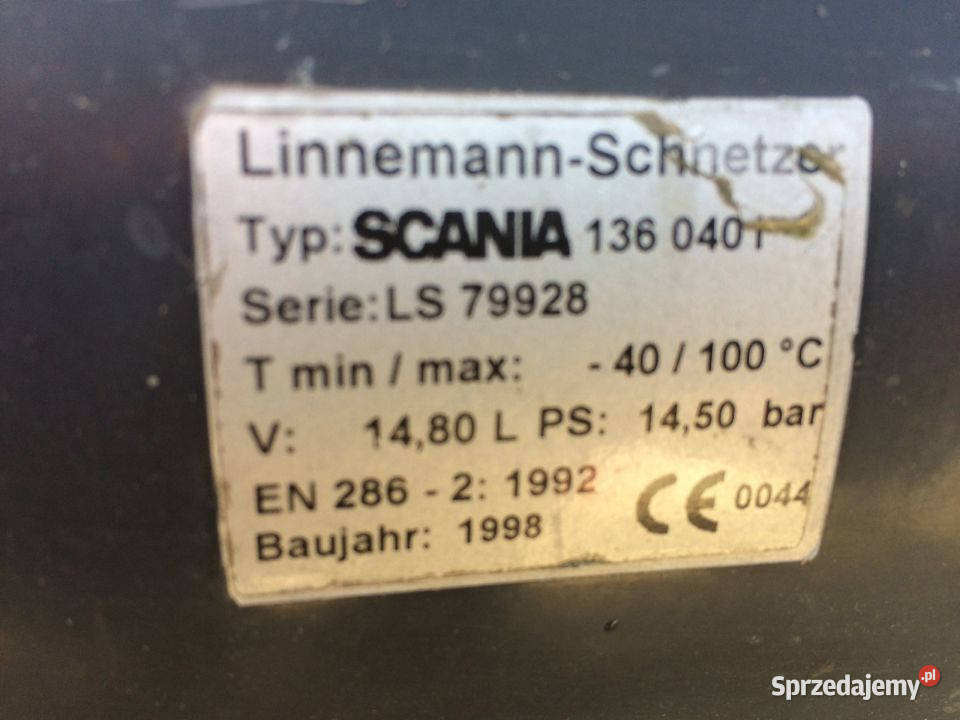 Linnemann-Schnetzer
Typ: SCANIA 136 0401
Serie: LS 79928
T min / max: - 40 / 100 °C
V: 14,80 L PS: 14,50 bar
EN 286 - 2: 1992 CE 0044
Baujahr: 1998
Sprzedajemy.pl